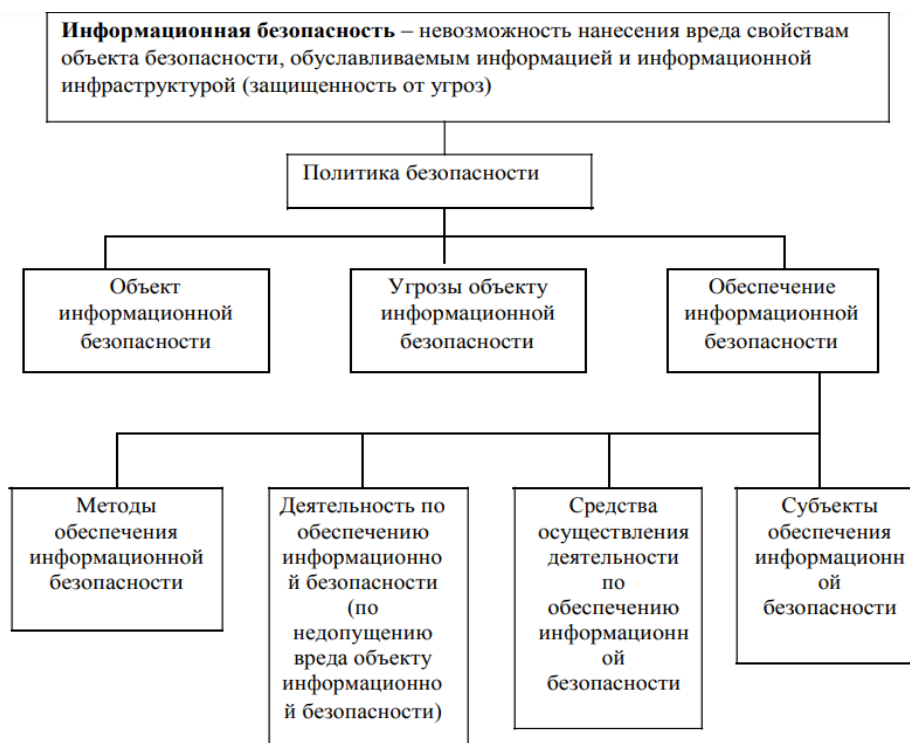 Информационная безопасность – невозможность нанесения вреда свойствам
объекта безопасности, обуславливаемым информацией и информационной
инфраструктурой (защищенность от угроз)
Политика безопасности
Объект
информационной
безопасности
Угрозы объекту
информационной
безопасности
Обеспечение
информационной
безопасности
Методы
обеспечения
информационной
безопасности
Деятельность по
обеспечению
информационно
й безопасности
(по
недопущению
вреда объекту
информационно
й безопасности)
Средства
осуществления
деятельности
по
обеспечению
информационн
ой
безопасности
Субъекты
обеспечения
информационн
ой
безопасности